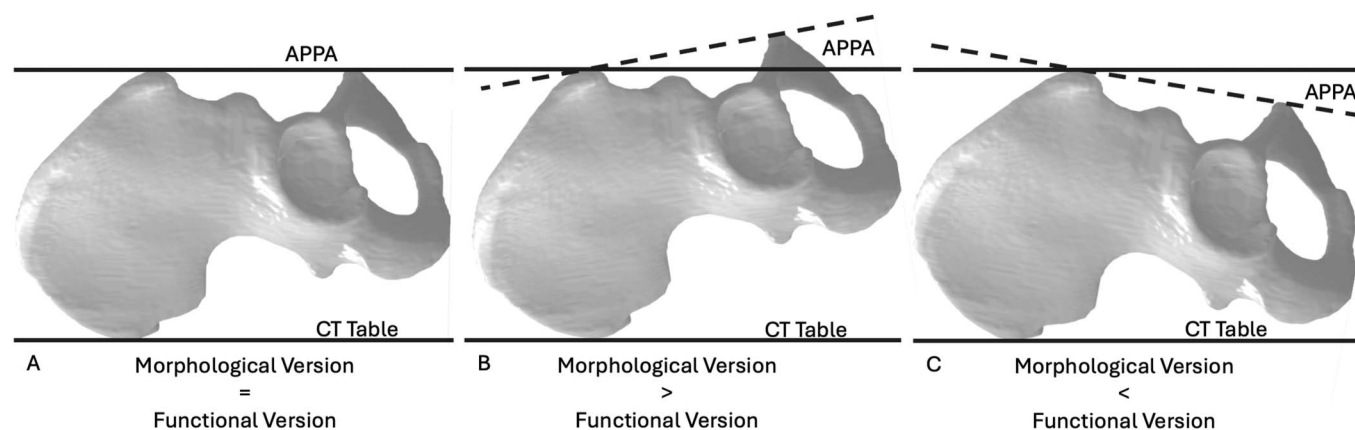 APPA
CT Table
A
Morphological Version
=
Functional Version
APPA
CT Table
B
Morphological Version
>
Functional Version
APPA
CT Table
C
Morphological Version
<
Functional Version